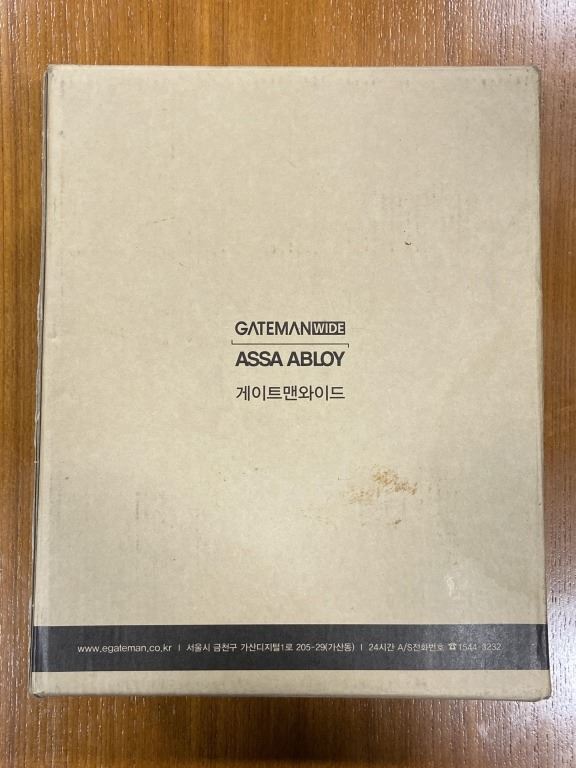 GATEMAN WIDE
ASSA ABLOY
게이트맨와이드
www.egateman.co.kr | 서울시 금천구 가산디지털1로 205-29(가산동) | 24시간 A/S전화번호 ☎1544-3232